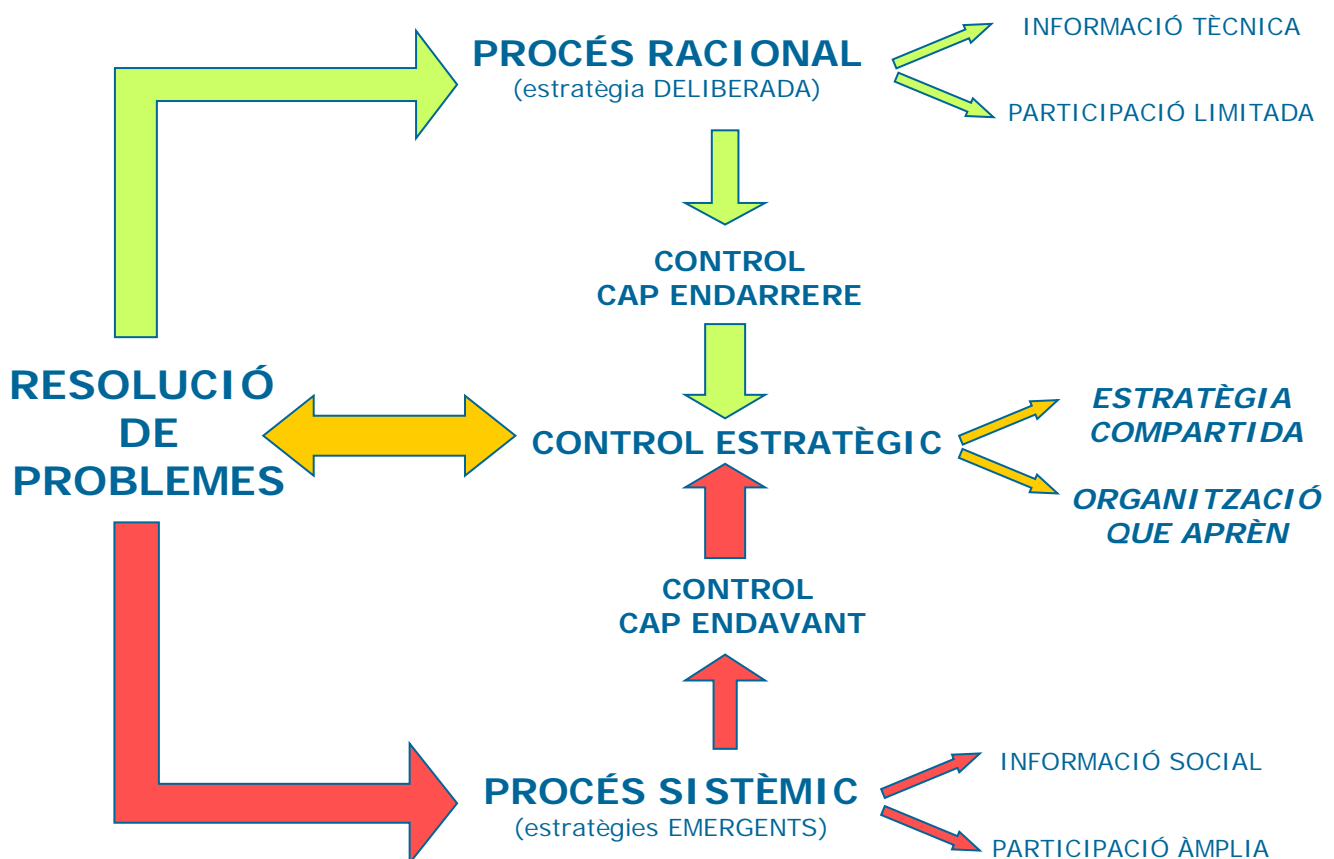 INFORMACIÓ TÈCNICA
PROCÉS RACIONAL
(estratègia DELIBERADA)
PARTICIPACIÓ LIMITADA
CONTROL
CAP ENDARRERE
RESOLUCIÓ
DE
PROBLEMES
CONTROL ESTRATÈGIC
ESTRATÈGIA
COMPARTIDA
ORGANITZACIÓ
QUE APRÈN
CONTROL
CAP ENDAVANT
INFORMACIÓ SOCIAL
PROCÉS SISTÈMIC
(estratègies EMERGENTS)
PARTICIPACIÓ ÀMPLIA